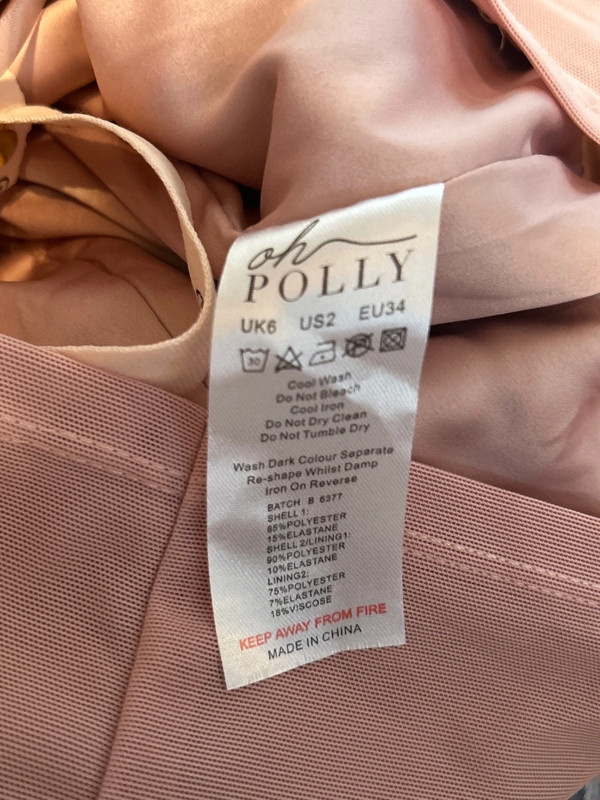 oh
POLLY
UK6 US2 EU34
30
Cool Wash
Do Not Bleach
Cool Iron
Do Not Dry Clean
Do Not Tumble Dry
Wash Dark Colour Separate
Re-shape Whilst Damp
Iron On Reverse
BATCH B 6377
SHELL 1:
85%POLYESTER
15%ELASTANE
SHELL 2/LINING1:
90%POLYESTER
10%ELASTANE
LINING2:
75%POLYESTER
7%ELASTANE
18%VISCOSE
KEEP AWAY FROM FIRE
MADE IN CHINA